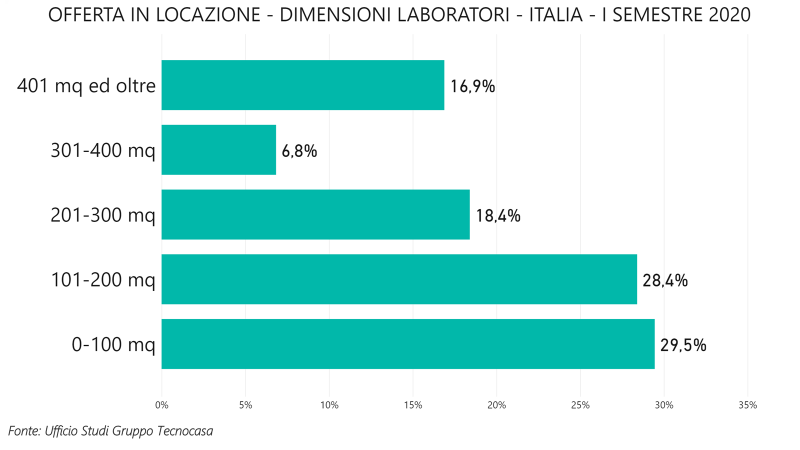 OFFERTA IN LOCAZIONE - DIMENSIONI LABORATORI - ITALIA - I SEMESTRE 2020
401 mq ed oltre 16,9%
301-400 mq 6,8%
201-300 mq 18,4%
101-200 mq 28,4%
0-100 mq 29,5%
0% 5% 10% 15% 20% 25% 30% 35%
Fonte: Ufficio Studi Gruppo Tecnocasa